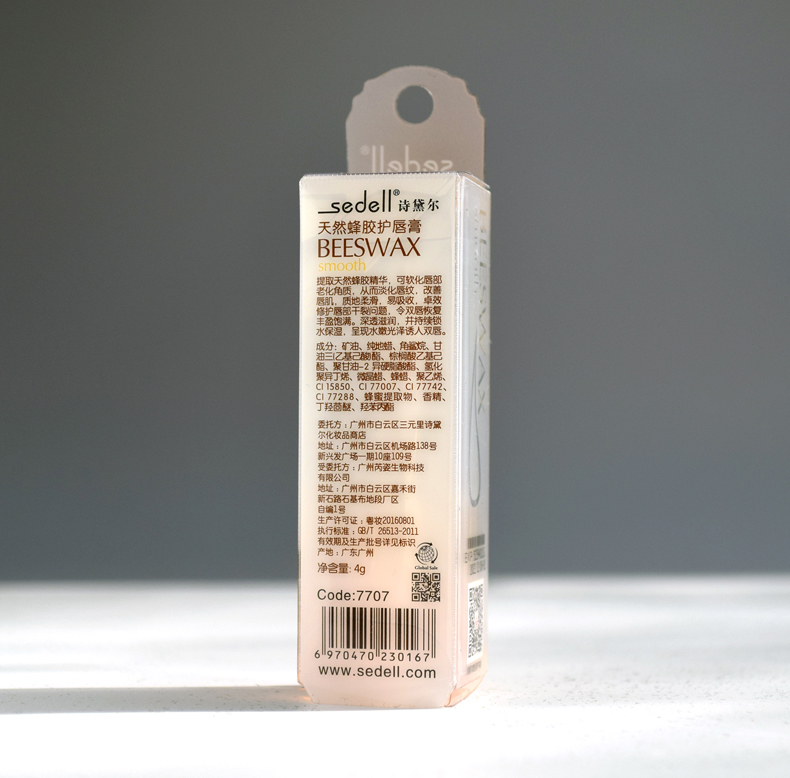 sedell®
sedell® 诗黛尔
天然蜂胶护唇膏
BEESWAX
smooth
提取天然蜂胶精华，可软化唇部
老化角质，从而淡化唇纹，改善
唇肌，质地柔滑，易吸收，卓效
修护唇部干裂问题，令双唇恢复
丰盈饱满。深透滋润，并持续锁
水保湿，呈现水嫩光泽诱人双唇。
成分：矿油、纯地蜡、角鲨烷、甘
油三(乙基己酸)酯、棕榈酸乙基己
酯、聚甘油-2 异硬脂酸酯、氢化
聚异丁烯、微晶蜡、蜂蜡、聚乙烯、
CI 15850、CI 77007、CI 77742、
CI 77288、蜂蜜提取物、香精、
丁羟茴醚、羟苯丙酯
委托方：广州市白云区三元里诗黛
尔化妆品商店
地址：广州市白云区机场路138号
新兴发广场一期10座109号
受委托方：广州芮姿生物科技
有限公司
地址：广州市白云区嘉禾街
新石路石基布地段厂区
自编1号
生产许可证：粤妆20160801
执行标准：GB/T 26513-2011
有效期及生产批号详见标识
产地：广东广州
净含量: 4g
Global Sale
Code:7707
6 970470 230167
www.sedell.com
BEESWAX